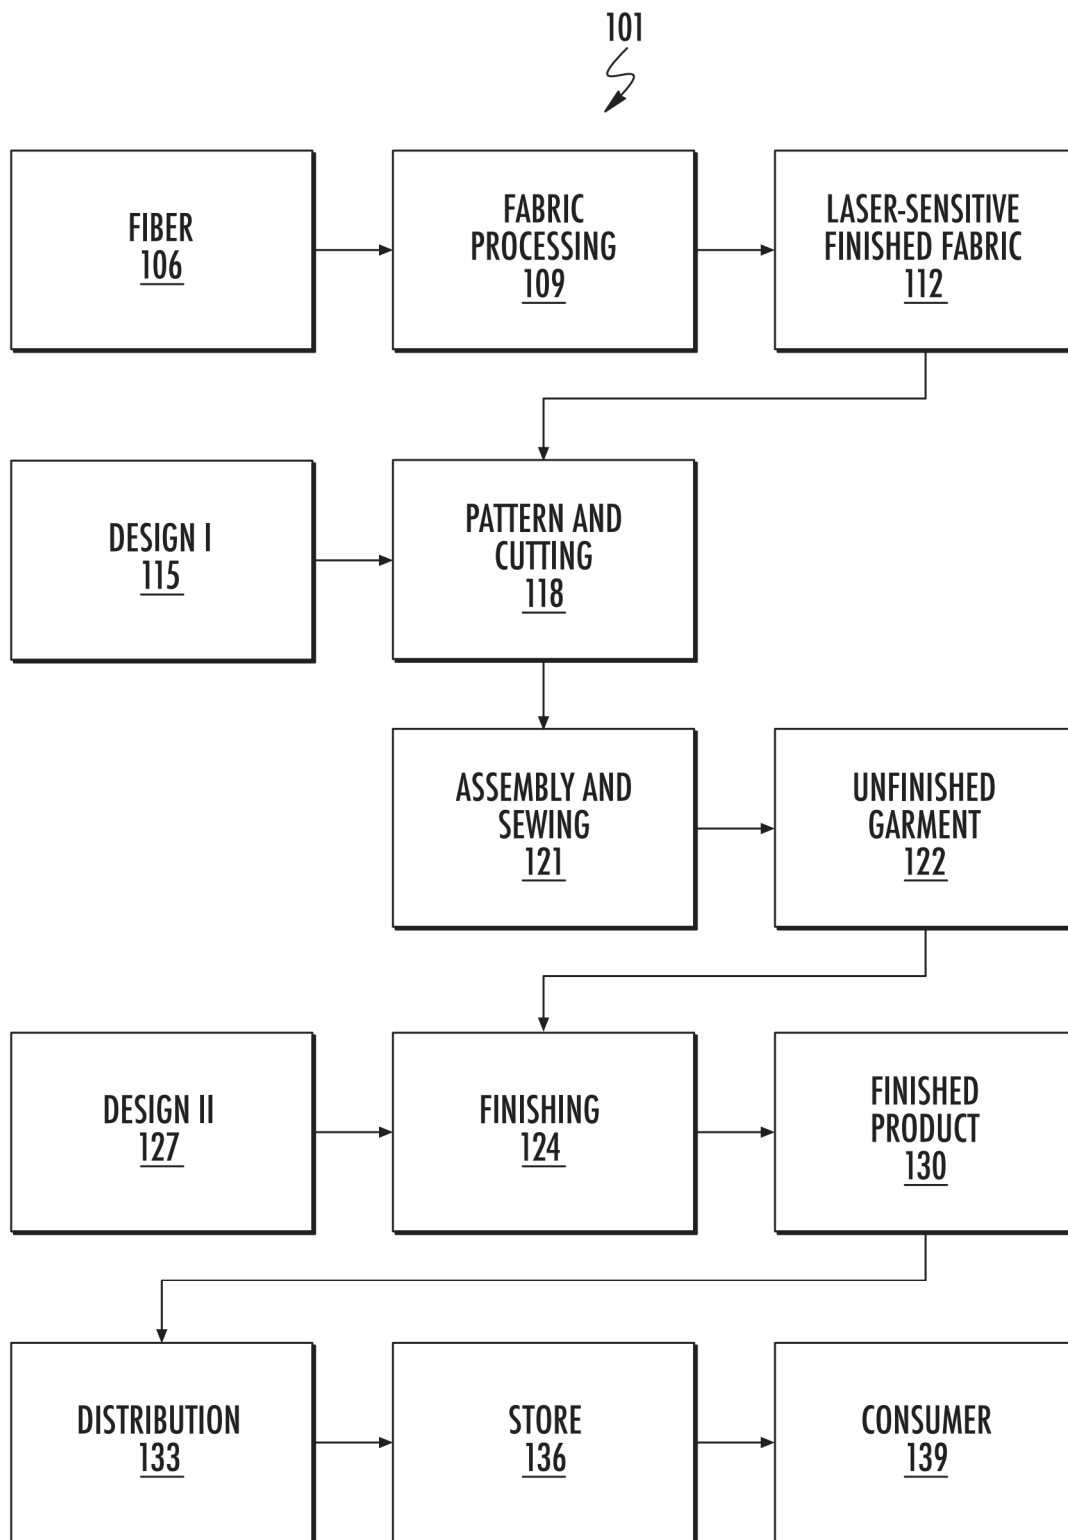 101
FIBER
106
FABRIC
PROCESSING
109
LASER-SENSITIVE
FINISHED FABRIC
112
DESIGN I
115
PATTERN AND
CUTTING
118
ASSEMBLY AND
SEWING
121
UNFINISHED
GARMENT
122
DESIGN II
127
FINISHING
124
FINISHED
PRODUCT
130
DISTRIBUTION
133
STORE
136
CONSUMER
139